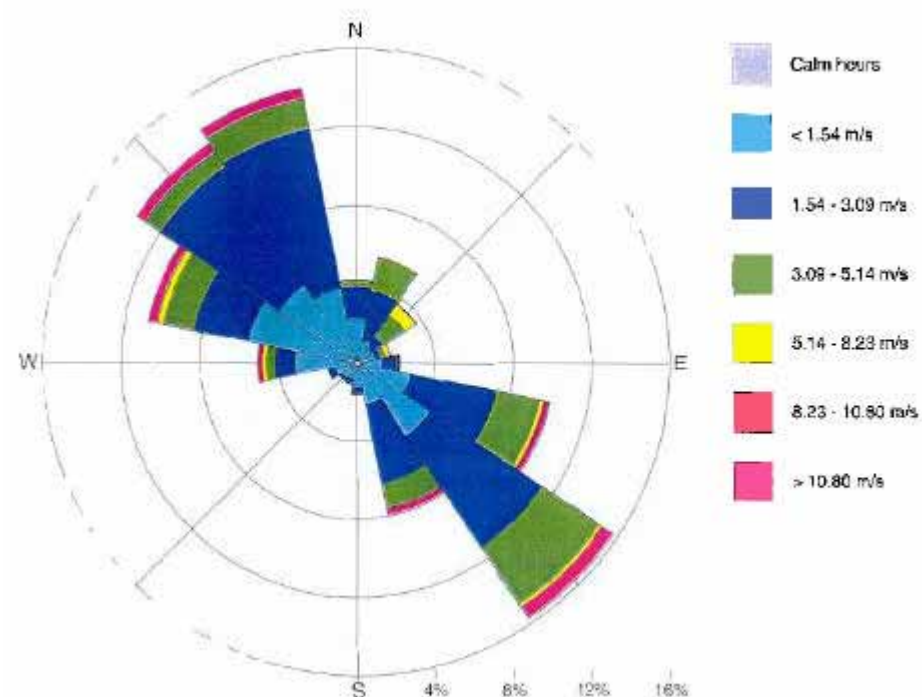 N
Calm hours
< 1.54 m/s
1.54 - 3.09 m/s
3.09 - 5.14 m/s
W
E
5.14 - 8.23 m/s
8.23 - 10.80 m/s
> 10.80 m/s
S 4% 8% 12% 16%